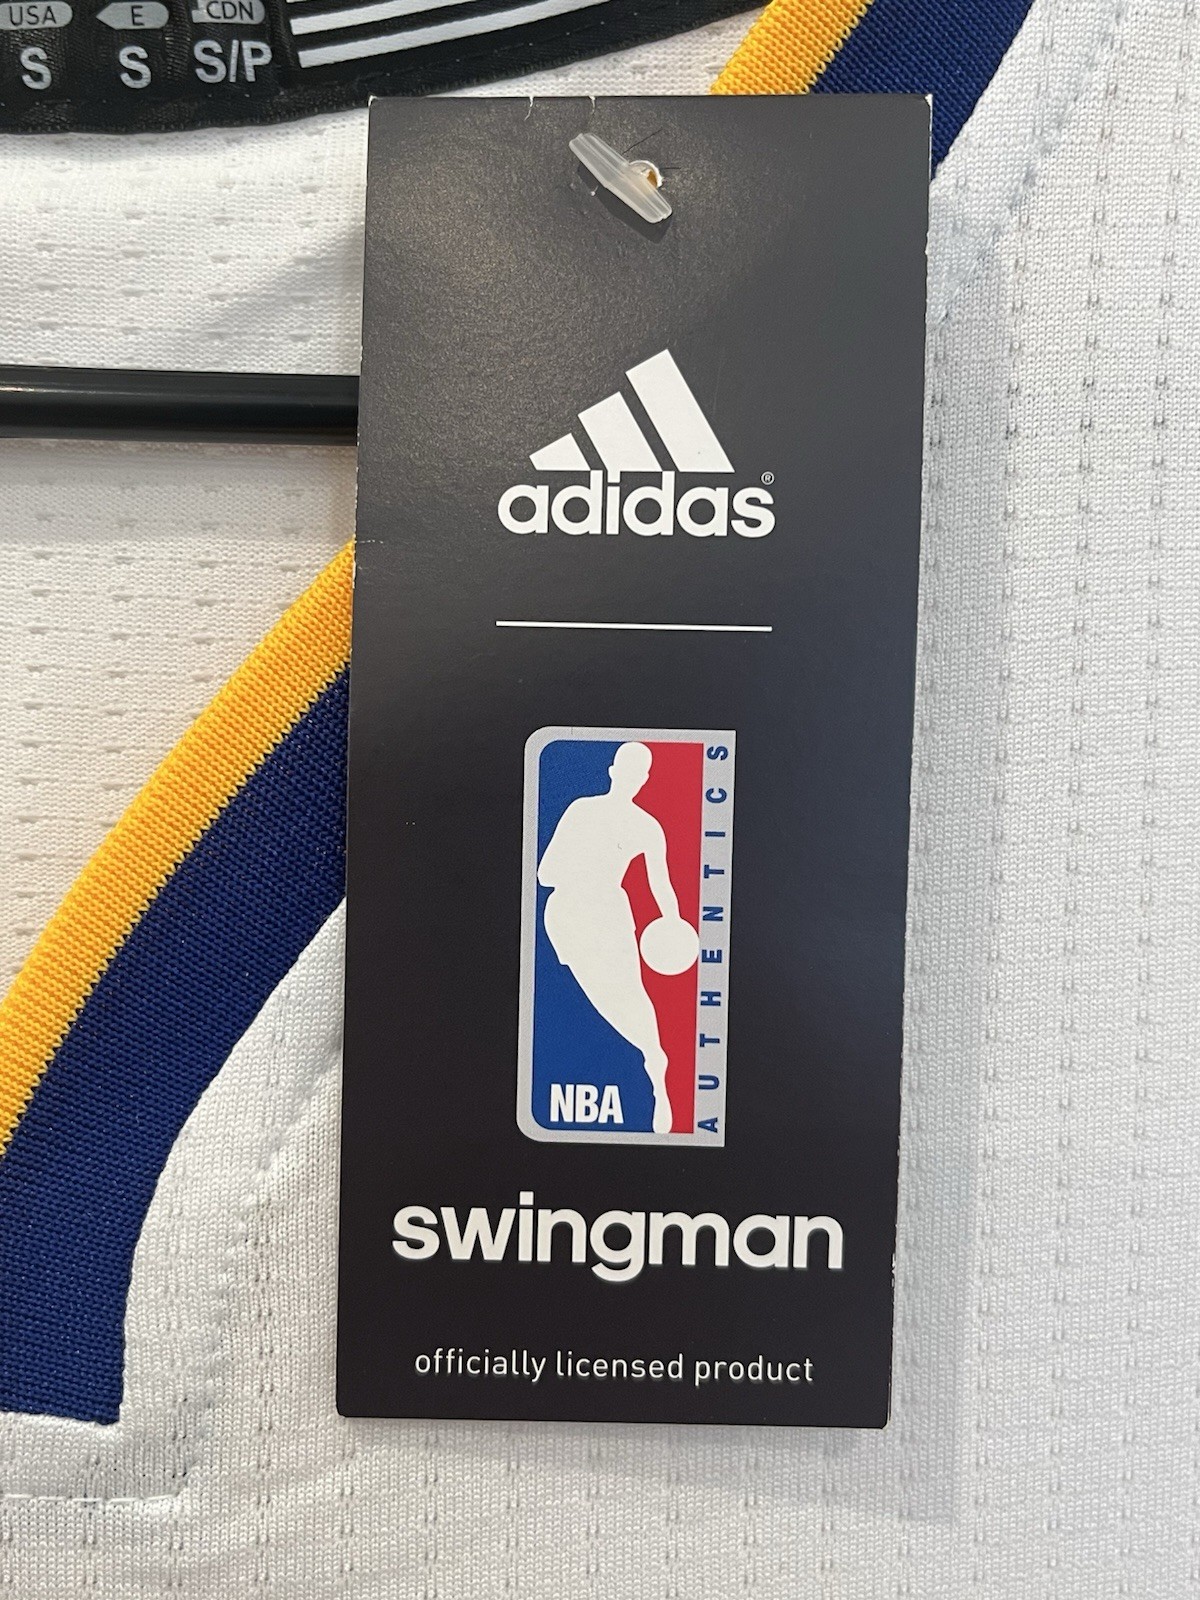 USA E CDN
S S S/P
adidas®
NBA
AUTHENTICS
swingman
officially licensed product